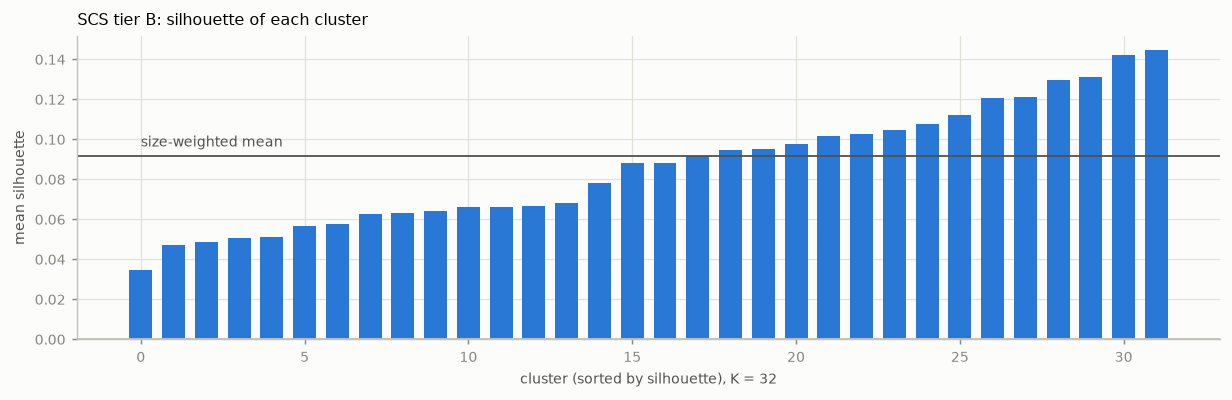 SCS tier B: silhouette of each cluster
0.14
0.12
0.10
0.08
0.06
0.04
0.02
0.00
mean silhouette
size-weighted mean
0 5 10 15 20 25 30
cluster (sorted by silhouette), K = 32